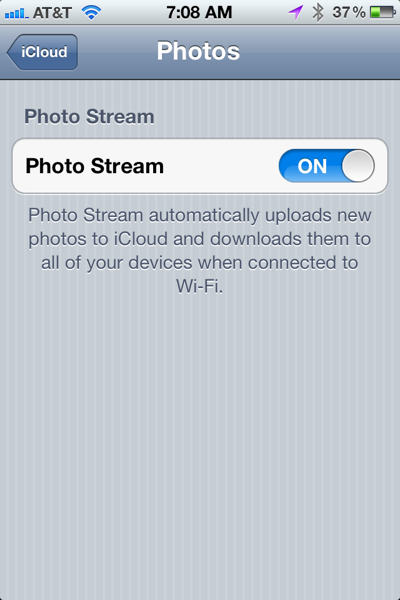 AT&T 7:08 AM 37%
iCloud Photos
Photo Stream
Photo Stream ON
Photo Stream automatically uploads new
photos to iCloud and downloads them to
all of your devices when connected to
Wi-Fi.